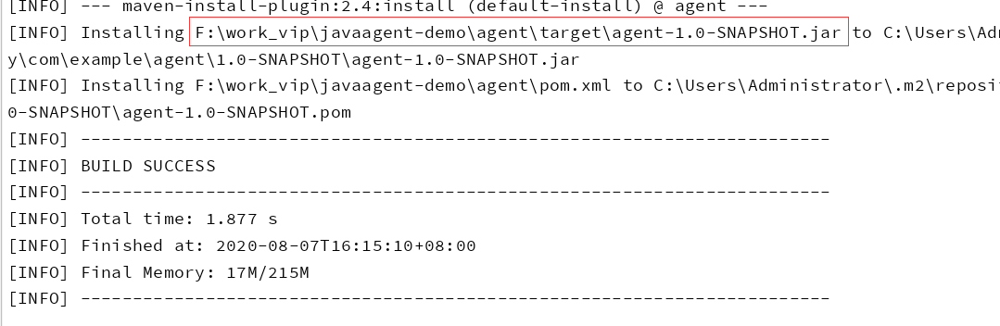 [INFO] --- maven-install-plugin:2.4:install (default-install) @ agent ---
[INFO] Installing F:\work_vip\javaagent-demo\agent\target\agent-1.0-SNAPSHOT.jar to C:\Users\Adm
y\com\example\agent\1.0-SNAPSHOT\agent-1.0-SNAPSHOT.jar
[INFO] Installing F:\work_vip\javaagent-demo\agent\pom.xml to C:\Users\Administrator\.m2\reposi
0-SNAPSHOT\agent-1.0-SNAPSHOT.pom
[INFO] ------------------------------------------------------------------------
[INFO] BUILD SUCCESS
[INFO] ------------------------------------------------------------------------
[INFO] Total time: 1.877 s
[INFO] Finished at: 2020-08-07T16:15:10+08:00
[INFO] Final Memory: 17M/215M
[INFO] ------------------------------------------------------------------------